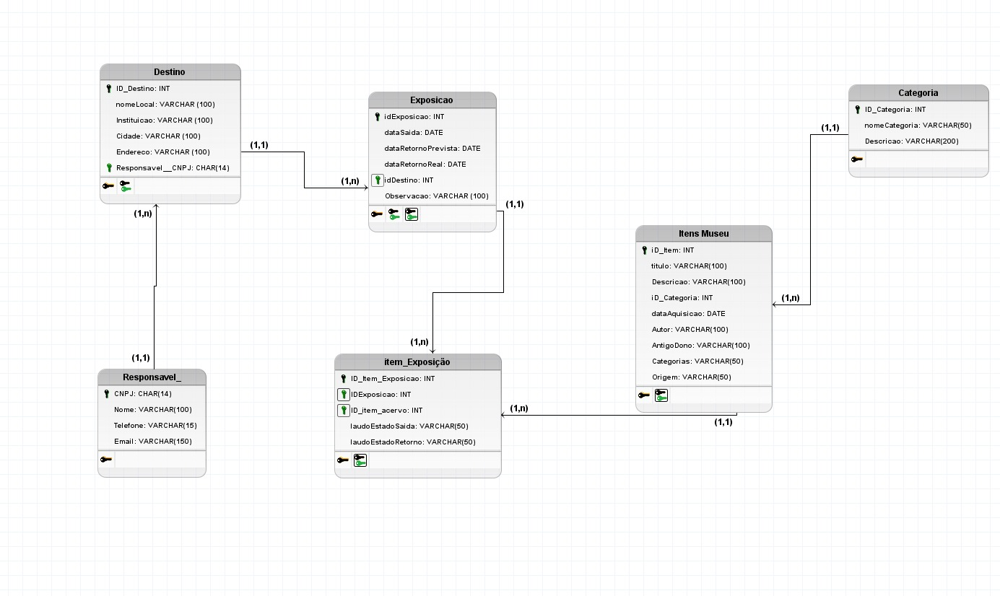 Destino
ID_Destino: INT
nomeLocal: VARCHAR (100)
Instituicao: VARCHAR (100)
Cidade: VARCHAR (100)
Endereco: VARCHAR (100)
Responsavel__CNPJ: CHAR(14)
(1,1)
(1,n)
Exposicao
idExposicao: INT
dataSaida: DATE
dataRetornoPrevista: DATE
dataRetornoReal: DATE
idDestino: INT
Observacao: VARCHAR (100)
(1,1)
Categoria
ID_Categoria: INT
nomeCategoria: VARCHAR(50)
Descricao: VARCHAR(200)
(1,1)
(1,n)
Itens Museu
iD_Item: INT
titulo: VARCHAR(100)
Descricao: VARCHAR(100)
iD_Categoria: INT
dataAquisicao: DATE
Autor: VARCHAR(100)
AntigoDono: VARCHAR(100)
Categorias: VARCHAR(50)
Origem: VARCHAR(50)
(1,1)
(1,n)
(1,n)
(1,1)
Responsavel_
CNPJ: CHAR(14)
Nome: VARCHAR(100)
Telefone: VARCHAR(15)
Email: VARCHAR(150)
(1,n)
item_Exposição
ID_Item_Exposicao: INT
IDExposicao: INT
ID_item_acervo: INT
laudoEstadoSaida: VARCHAR(50)
laudoEstadoRetorno: VARCHAR(50)